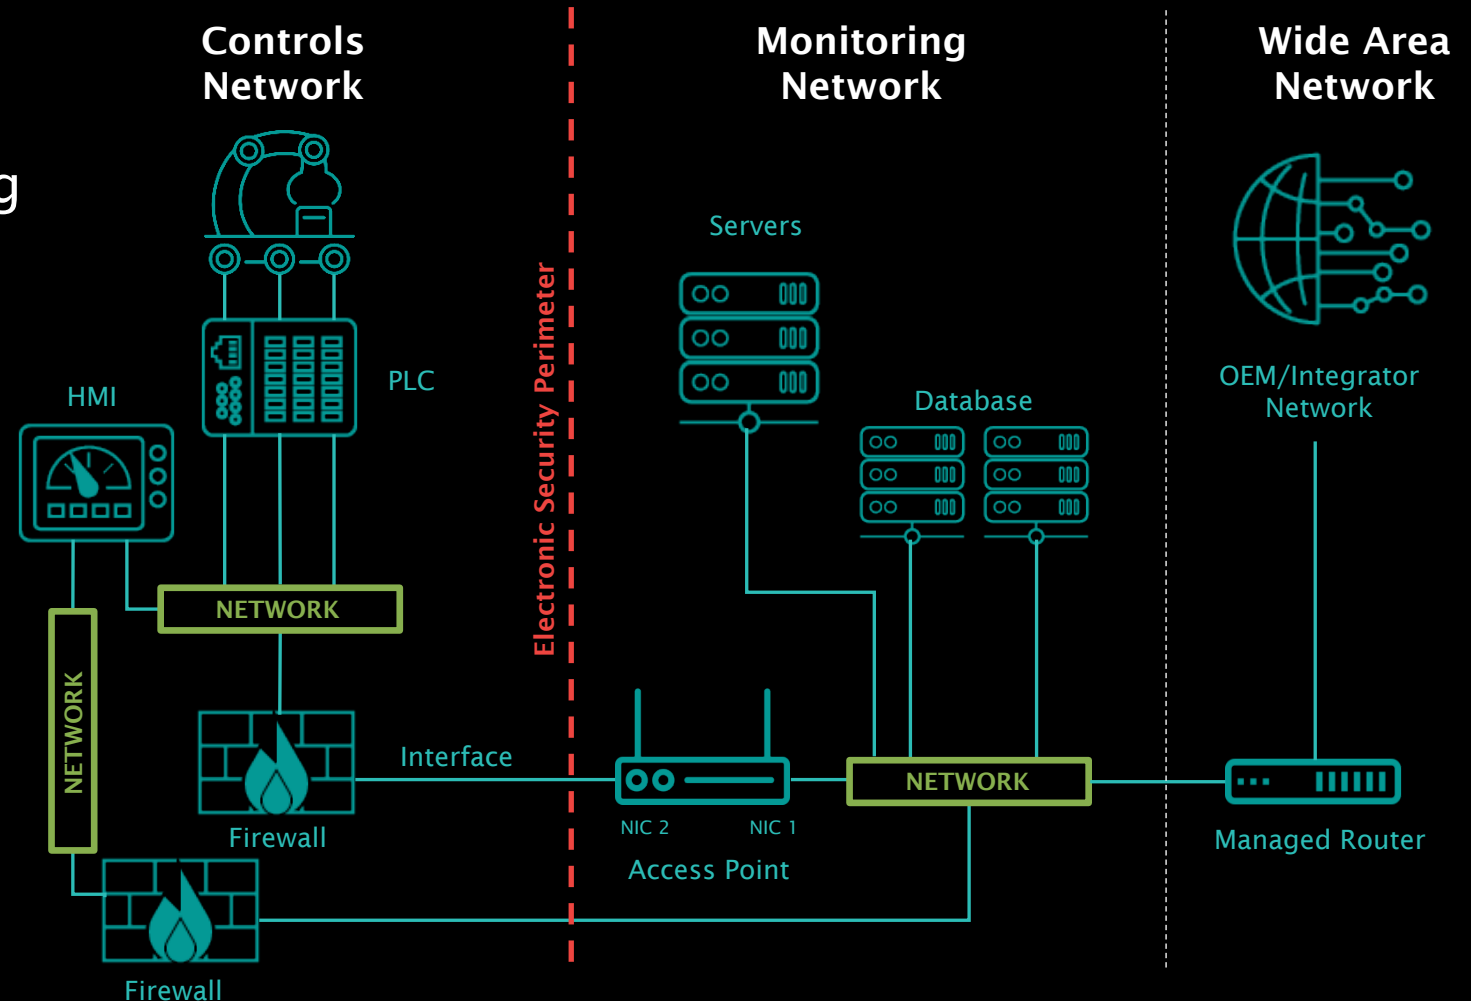 Controls
Network
Monitoring
Network
Wide Area
Network
g
Servers
Electronic Security Perimeter
OEM/Integrator
Network
PLC
HMI
Database
NETWORK
NETWORK
Interface
NETWORK
NIC 2
NIC 1
Firewall
Managed Router
Access Point
Firewall